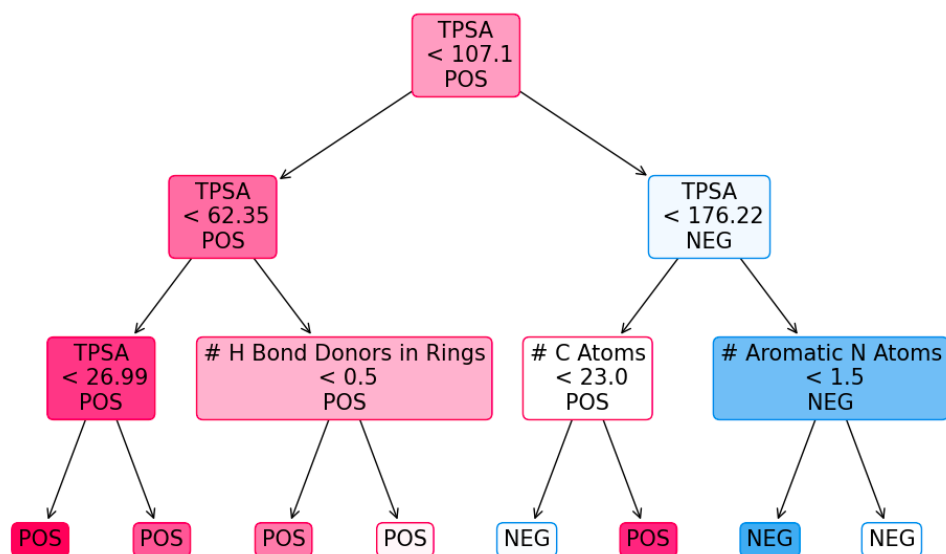 TPSA
< 107.1
POS
TPSA
< 62.35
POS
TPSA
< 176.22
NEG
TPSA
< 26.99
POS
# H Bond Donors in Rings
< 0.5
POS
# C Atoms
< 23.0
POS
# Aromatic N Atoms
< 1.5
NEG
POS
POS
POS
POS
NEG
POS
NEG
NEG